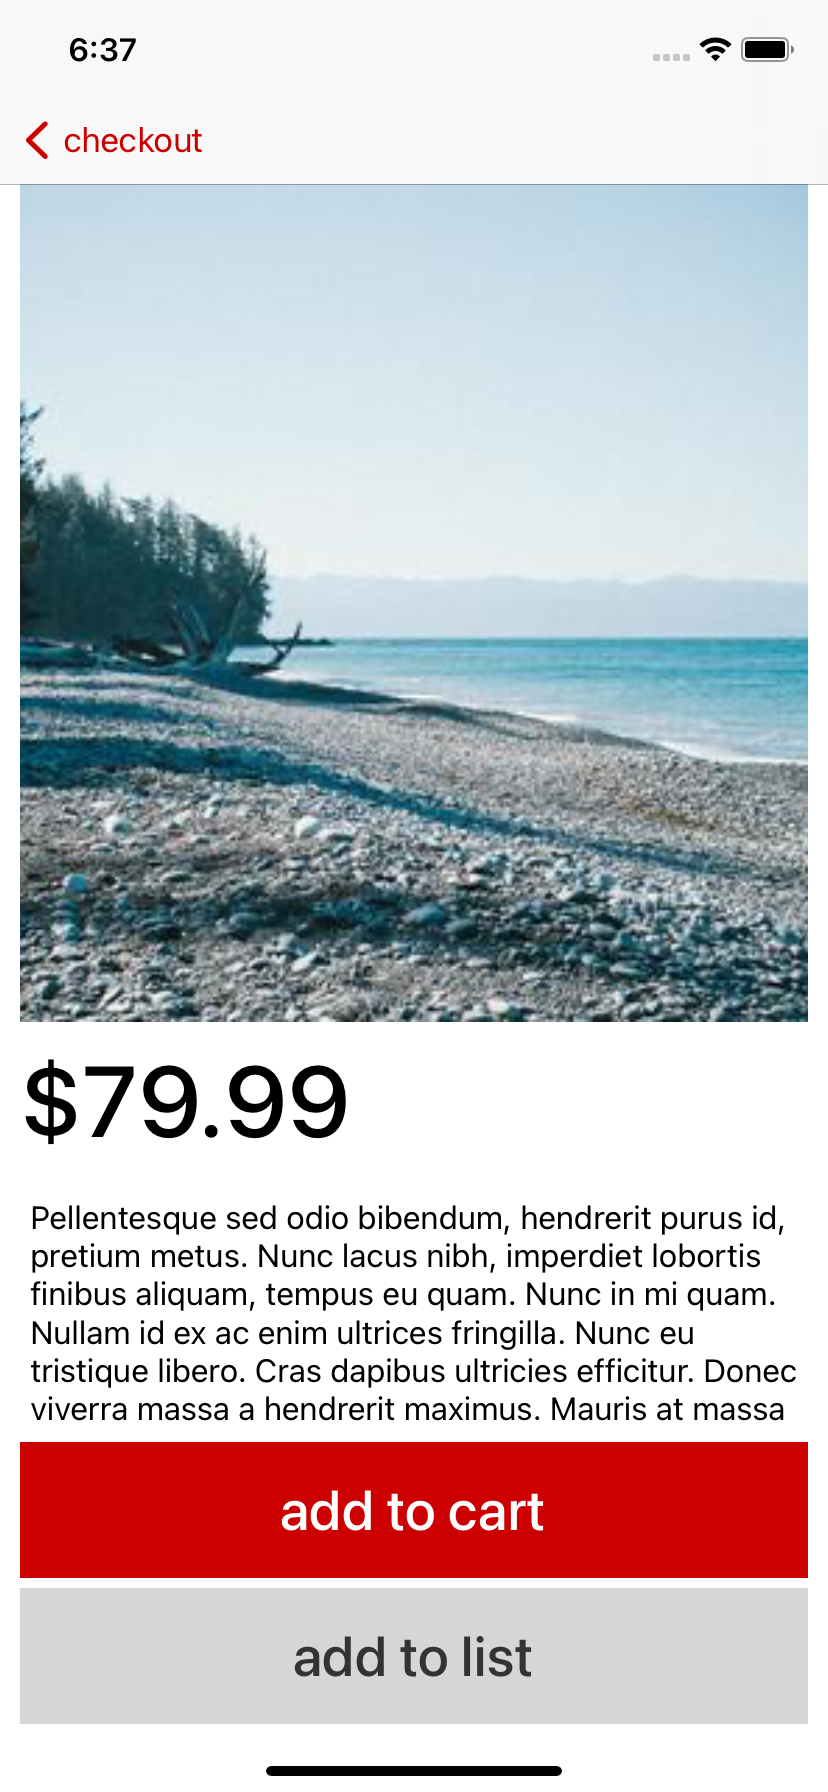 6:37
checkout
$79.99
Pellentesque sed odio bibendum, hendrerit purus id,
pretium metus. Nunc lacus nibh, imperdiet lobortis
finibus aliquam, tempus eu quam. Nunc in mi quam.
Nullam id ex ac enim ultrices fringilla. Nunc eu
tristique libero. Cras dapibus ultricies efficitur. Donec
viverra massa a hendrerit maximus. Mauris at massa
add to cart
add to list